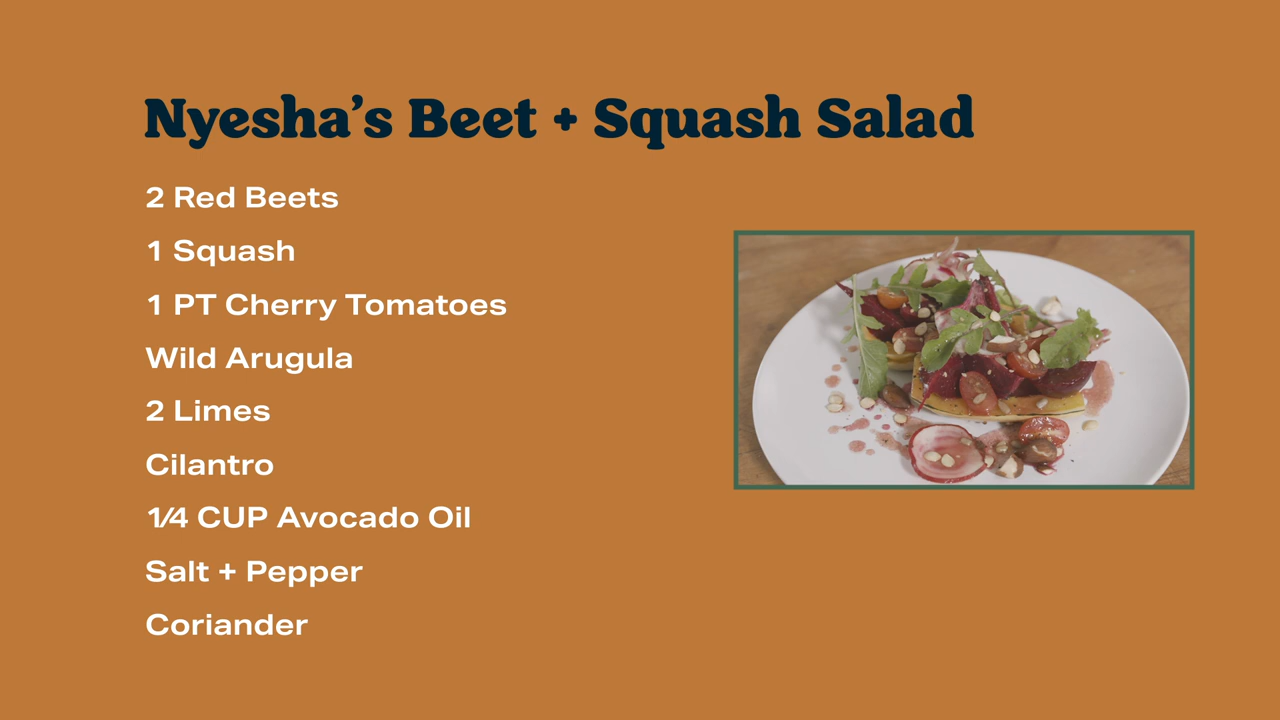 Nyesha's Beet + Squash Salad
2 Red Beets
1 Squash
1 PT Cherry Tomatoes
Wild Arugula
2 Limes
Cilantro
1/4 CUP Avocado Oil
Salt + Pepper
Coriander